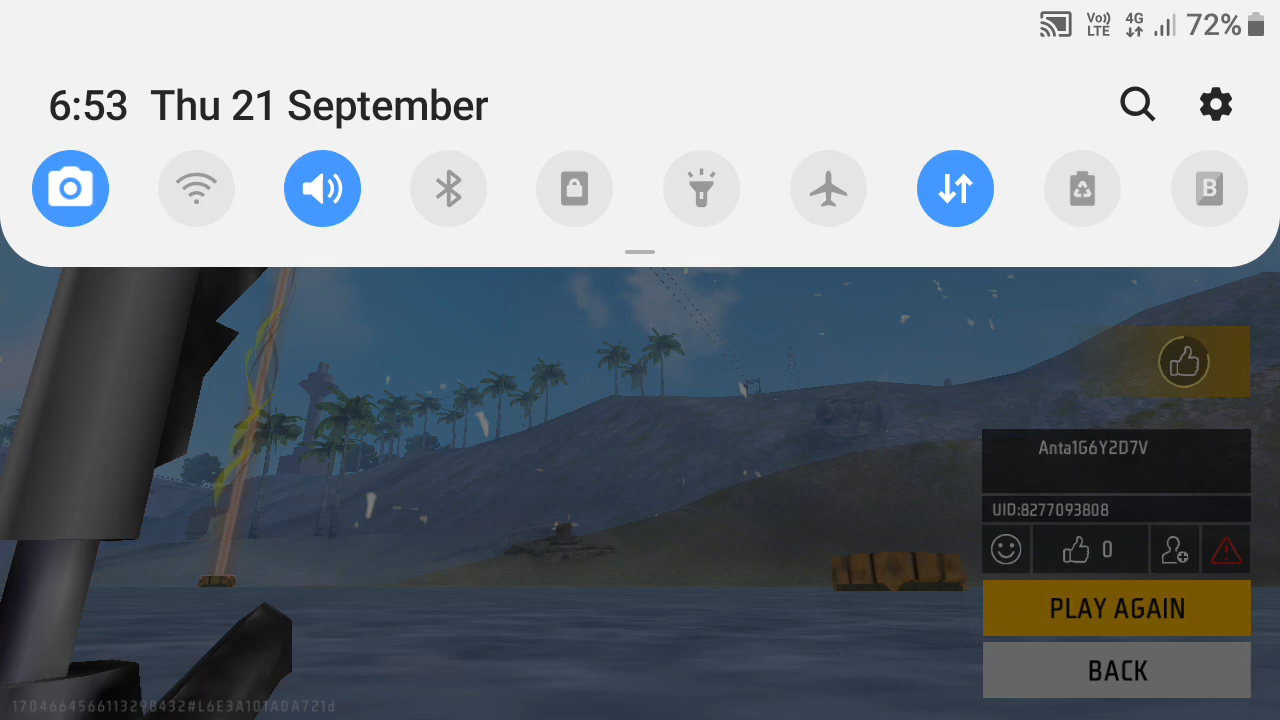 Vo)) LTE 4G 72%
6:53 Thu 21 September
B
Anta1G6Y2D7V
UID:8277093808
0
PLAY AGAIN
BACK
1704664566113298432#L6E3A101A0A721d